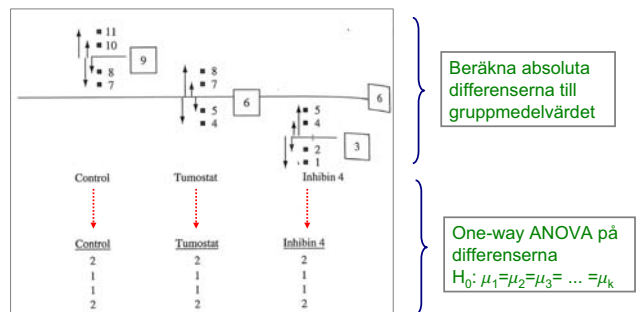 11
10
9
8
7
8
7
6
6
5
4
5
4
3
2
1
Control Tumostat Inhibin 4
Control Tumostat Inhibin 4
2 2 2
1 1 1
1 1 1
2 2 2
Beräkna absoluta
differenserna till
gruppmedelvärdet
One-way ANOVA på
differenserna
H₀: μ₁=μ₂=μ₃= ... =μₖ